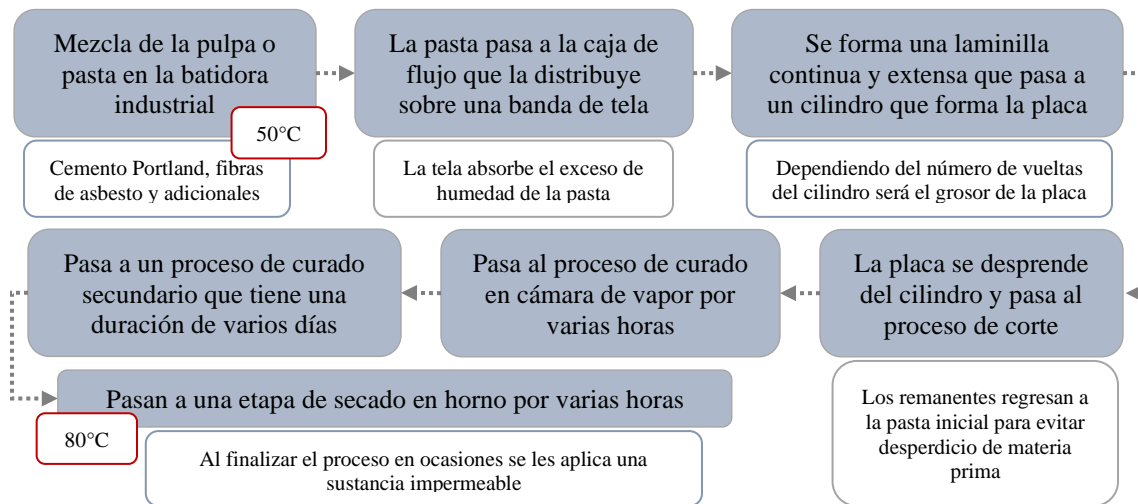 Mezcla de la pulpa o
pasta en la batidora
industrial
50°C
Cemento Portland, fibras
de asbesto y adicionales
La pasta pasa a la caja de
flujo que la distribuye
sobre una banda de tela
La tela absorbe el exceso de
humedad de la pasta
Se forma una laminilla
continua y extensa que pasa a
un cilindro que forma la placa
Dependiendo del número de vueltas
del cilindro será el grosor de la placa
La placa se desprende
del cilindro y pasa al
proceso de corte
Los remanentes regresan a
la pasta inicial para evitar
desperdicio de materia
prima
Pasa al proceso de curado
en cámara de vapor por
varias horas
Pasa a un proceso de curado
secundario que tiene una
duración de varios días
Pasan a una etapa de secado en horno por varias horas
80°C
Al finalizar el proceso en ocasiones se les aplica una
sustancia impermeable